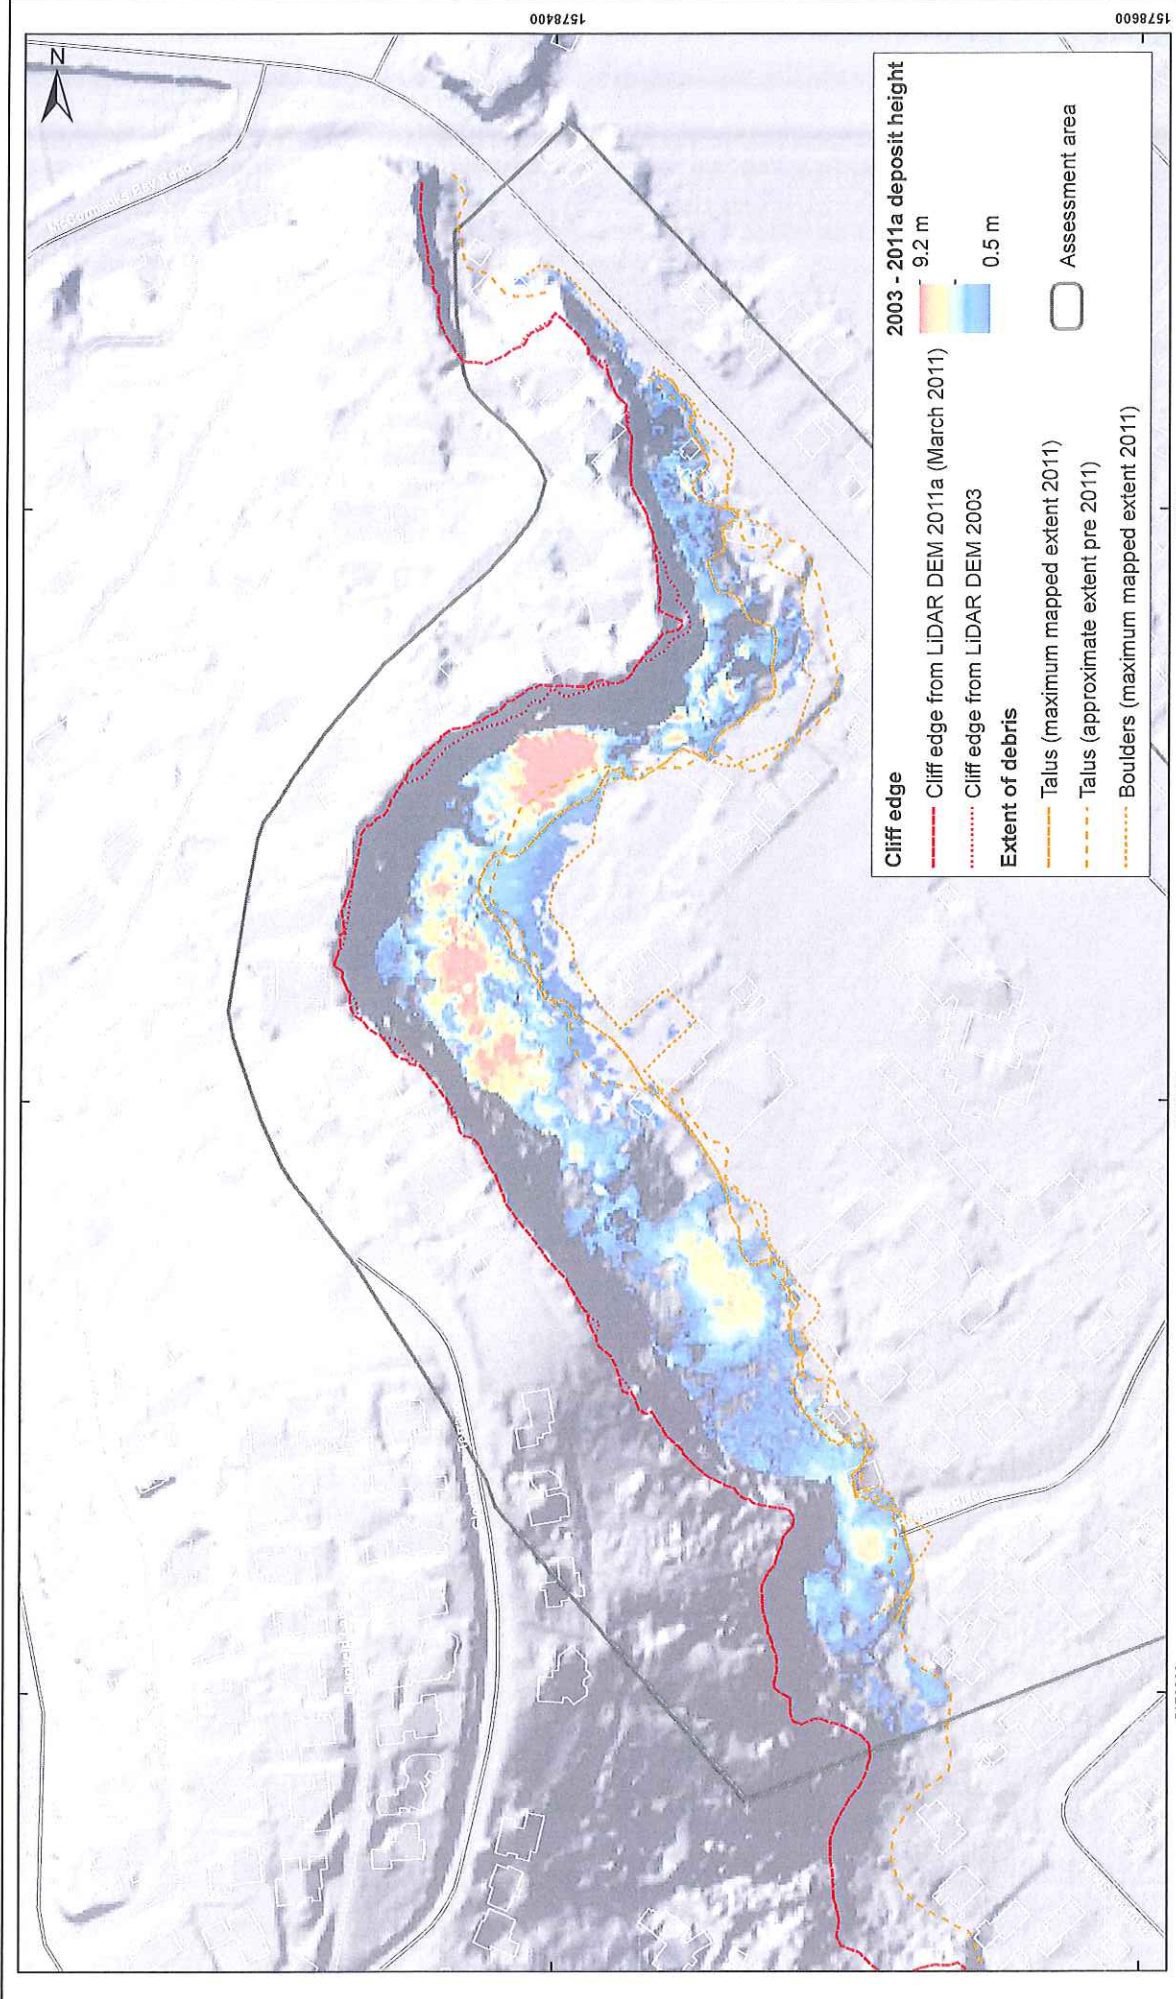 1578400
1578600
N
McCormacks Bay Road
2003 - 2011a deposit height
9.2 m
0.5 m
Assessment area
Cliff edge
Cliff edge from LiDAR DEM 2011a (March 2011)
Cliff edge from LiDAR DEM 2003
Extent of debris
Talus (maximum mapped extent 2011)
Talus (approximate extent pre 2011)
Boulders (maximum mapped extent 2011)